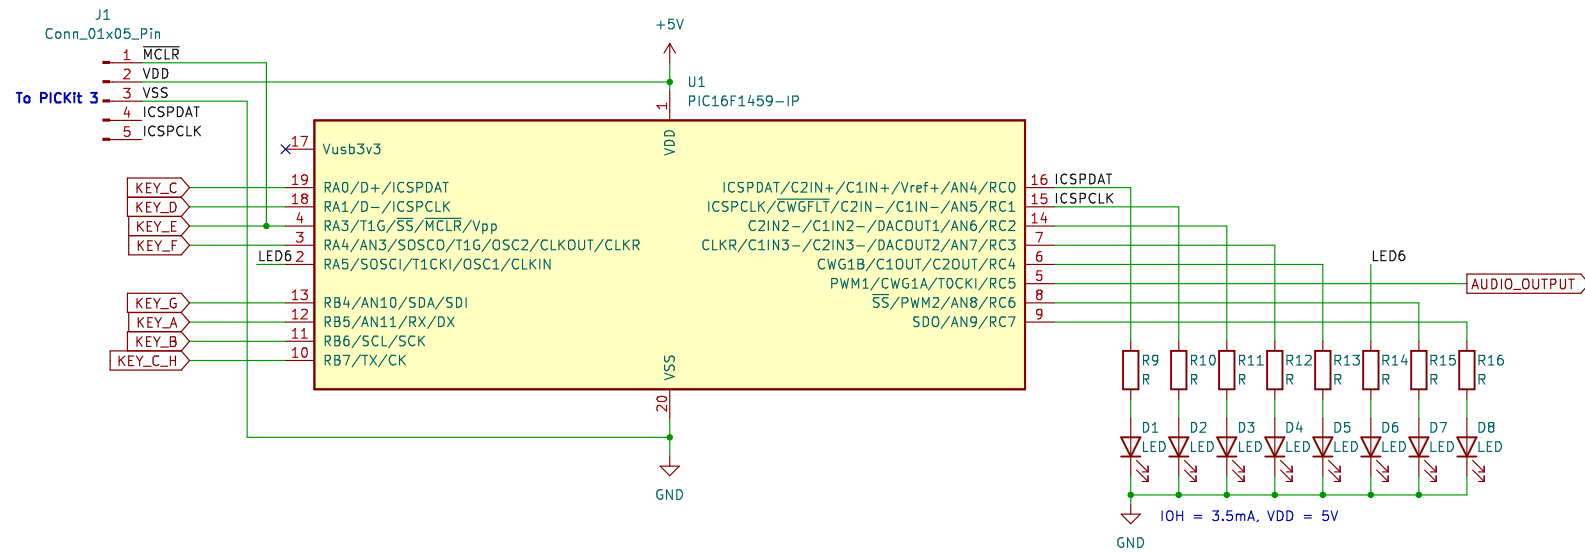 J1
Conn_01x05_Pin
To PICKit 3
1 MCLR
2 VDD
3 VSS
4 ICSPDAT
5 ICSPCLK
+5V
U1
PIC16F1459-IP
1
VDD
17 Vusb3v3
KEY_C 19 RA0/D+/ICSPDAT
KEY_D 18 RA1/D-/ICSPCLK
KEY_E 4 RA3/T1G/SS/MCLR/Vpp
KEY_F 3 RA4/AN3/SOSCO/T1G/OSC2/CLKOUT/CLKR
LED6 2 RA5/SOSCI/T1CKI/OSC1/CLKIN
KEY_G 13 RB4/AN10/SDA/SDI
KEY_A 12 RB5/AN11/RX/DX
KEY_B 11 RB6/SCL/SCK
KEY_C_H 10 RB7/TX/CK
ICSPDAT/C2IN+/C1IN+/Vref+/AN4/RC0 16 ICSPDAT
ICSPCLK/CWGFLT/C2IN-/C1IN-/AN5/RC1 15 ICSPCLK
C2IN2-/C1IN2-/DACOUT1/AN6/RC2 14
CLKR/C1IN3-/C2IN3-/DACOUT2/AN7/RC3 7
CWG1B/C1OUT/C2OUT/RC4 6
PWM1/CWG1A/T0CKI/RC5 5
SS/PWM2/AN8/RC6 8
SDO/AN9/RC7 9
LED6
AUDIO_OUTPUT
VSS
20
GND
R9 R10 R11 R12 R13 R14 R15 R16
R R R R R R R R
D1 D2 D3 D4 D5 D6 D7 D8
LED LED LED LED LED LED LED LED
IOH = 3.5mA, VDD = 5V
GND